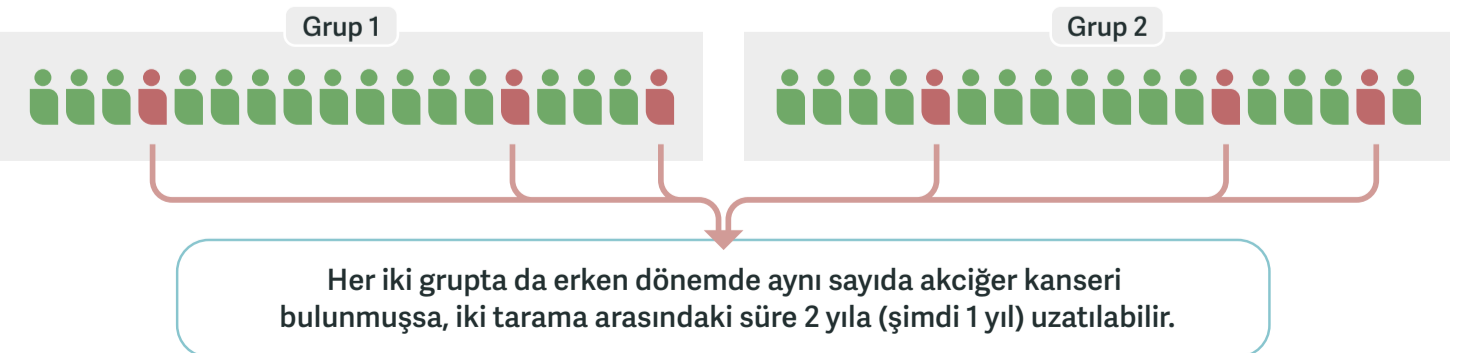 Grup 1
Grup 2
Her iki grupta da erken dönemde aynı sayıda akciğer kanseri
bulunmuşsa, iki tarama arasındaki süre 2 yıla (şimdi 1 yıl) uzatılabilir.